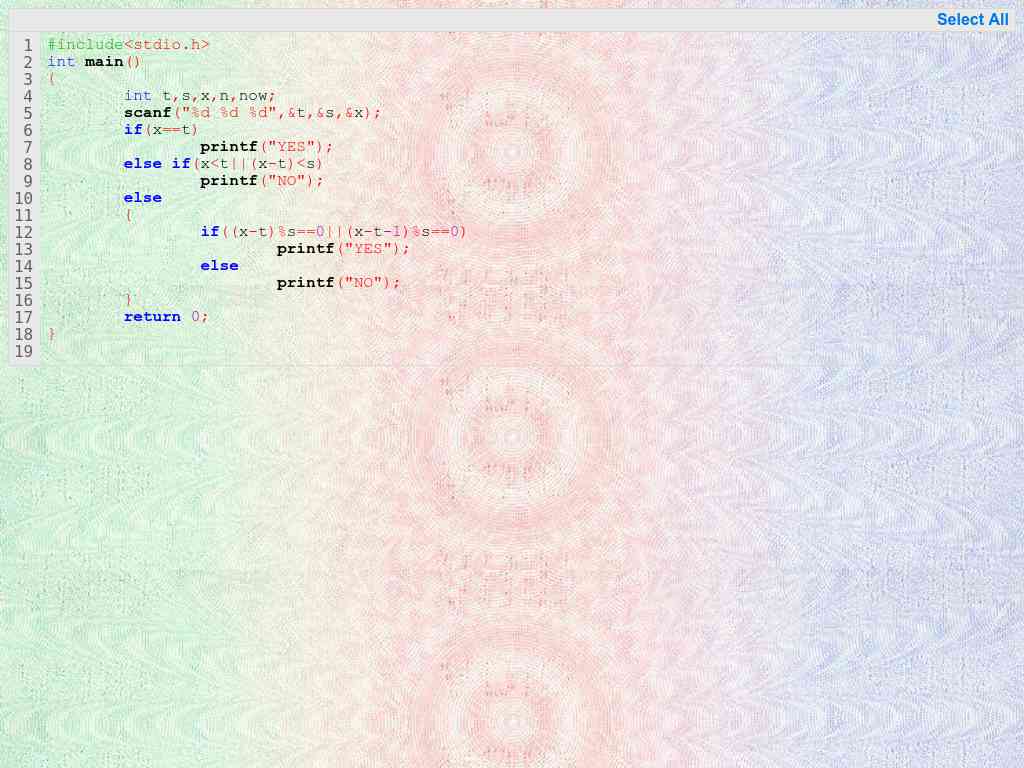 Select All
1 #include<stdio.h>
2 int main()
3 {
4 int t,s,x,n,now;
5 scanf("%d %d %d",&t,&s,&x);
6 if(x==t)
7 printf("YES");
8 else if(x<t||(x-t)<s)
9 printf("NO");
10 else
11 {
12 if((x-t)%s==0||(x-t-1)%s==0)
13 printf("YES");
14 else
15 printf("NO");
16 }
17 return 0;
18 }
19